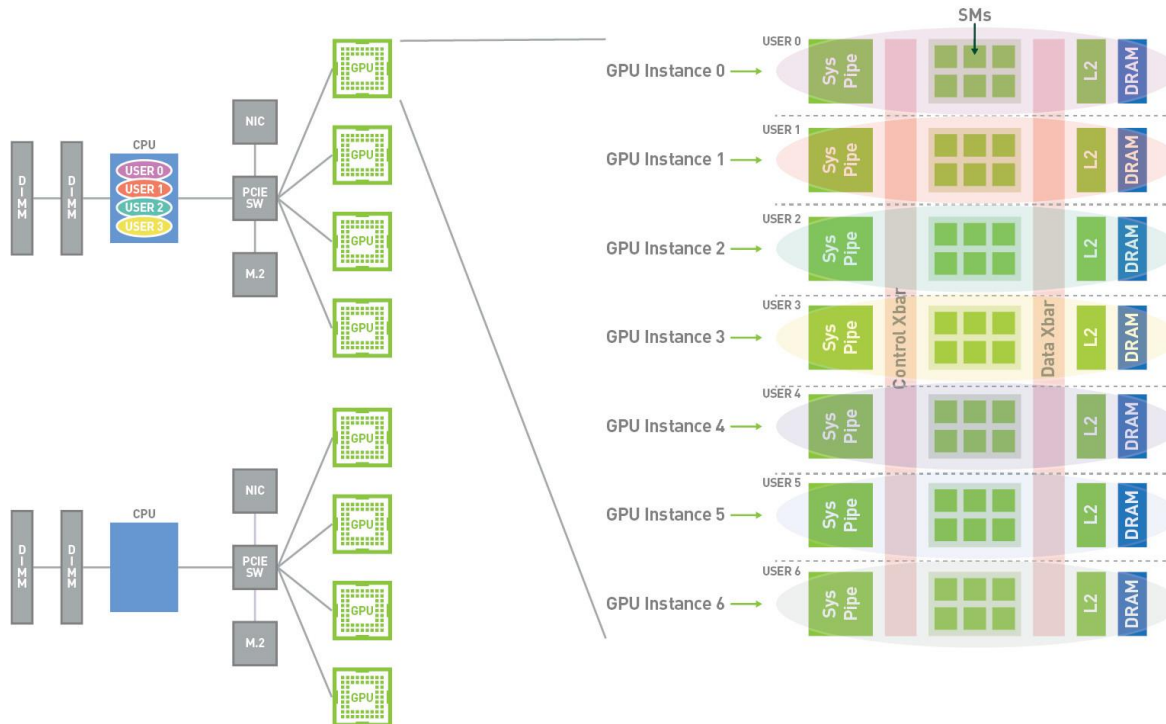 DIMM
DIMM
CPU
USER 0
USER 1
USER 2
USER 3
NIC
PCIE
SW
M.2
GPU
GPU
GPU
GPU
DIMM
DIMM
CPU
NIC
PCIE
SW
M.2
GPU
GPU
GPU
GPU
SMs
Control Xbar
Data Xbar
GPU Instance 0
USER 0
Sys
Pipe
L2
DRAM
GPU Instance 1
USER 1
Sys
Pipe
L2
DRAM
GPU Instance 2
USER 2
Sys
Pipe
L2
DRAM
GPU Instance 3
USER 3
Sys
Pipe
L2
DRAM
GPU Instance 4
USER 4
Sys
Pipe
L2
DRAM
GPU Instance 5
USER 5
Sys
Pipe
L2
DRAM
GPU Instance 6
USER 6
Sys
Pipe
L2
DRAM